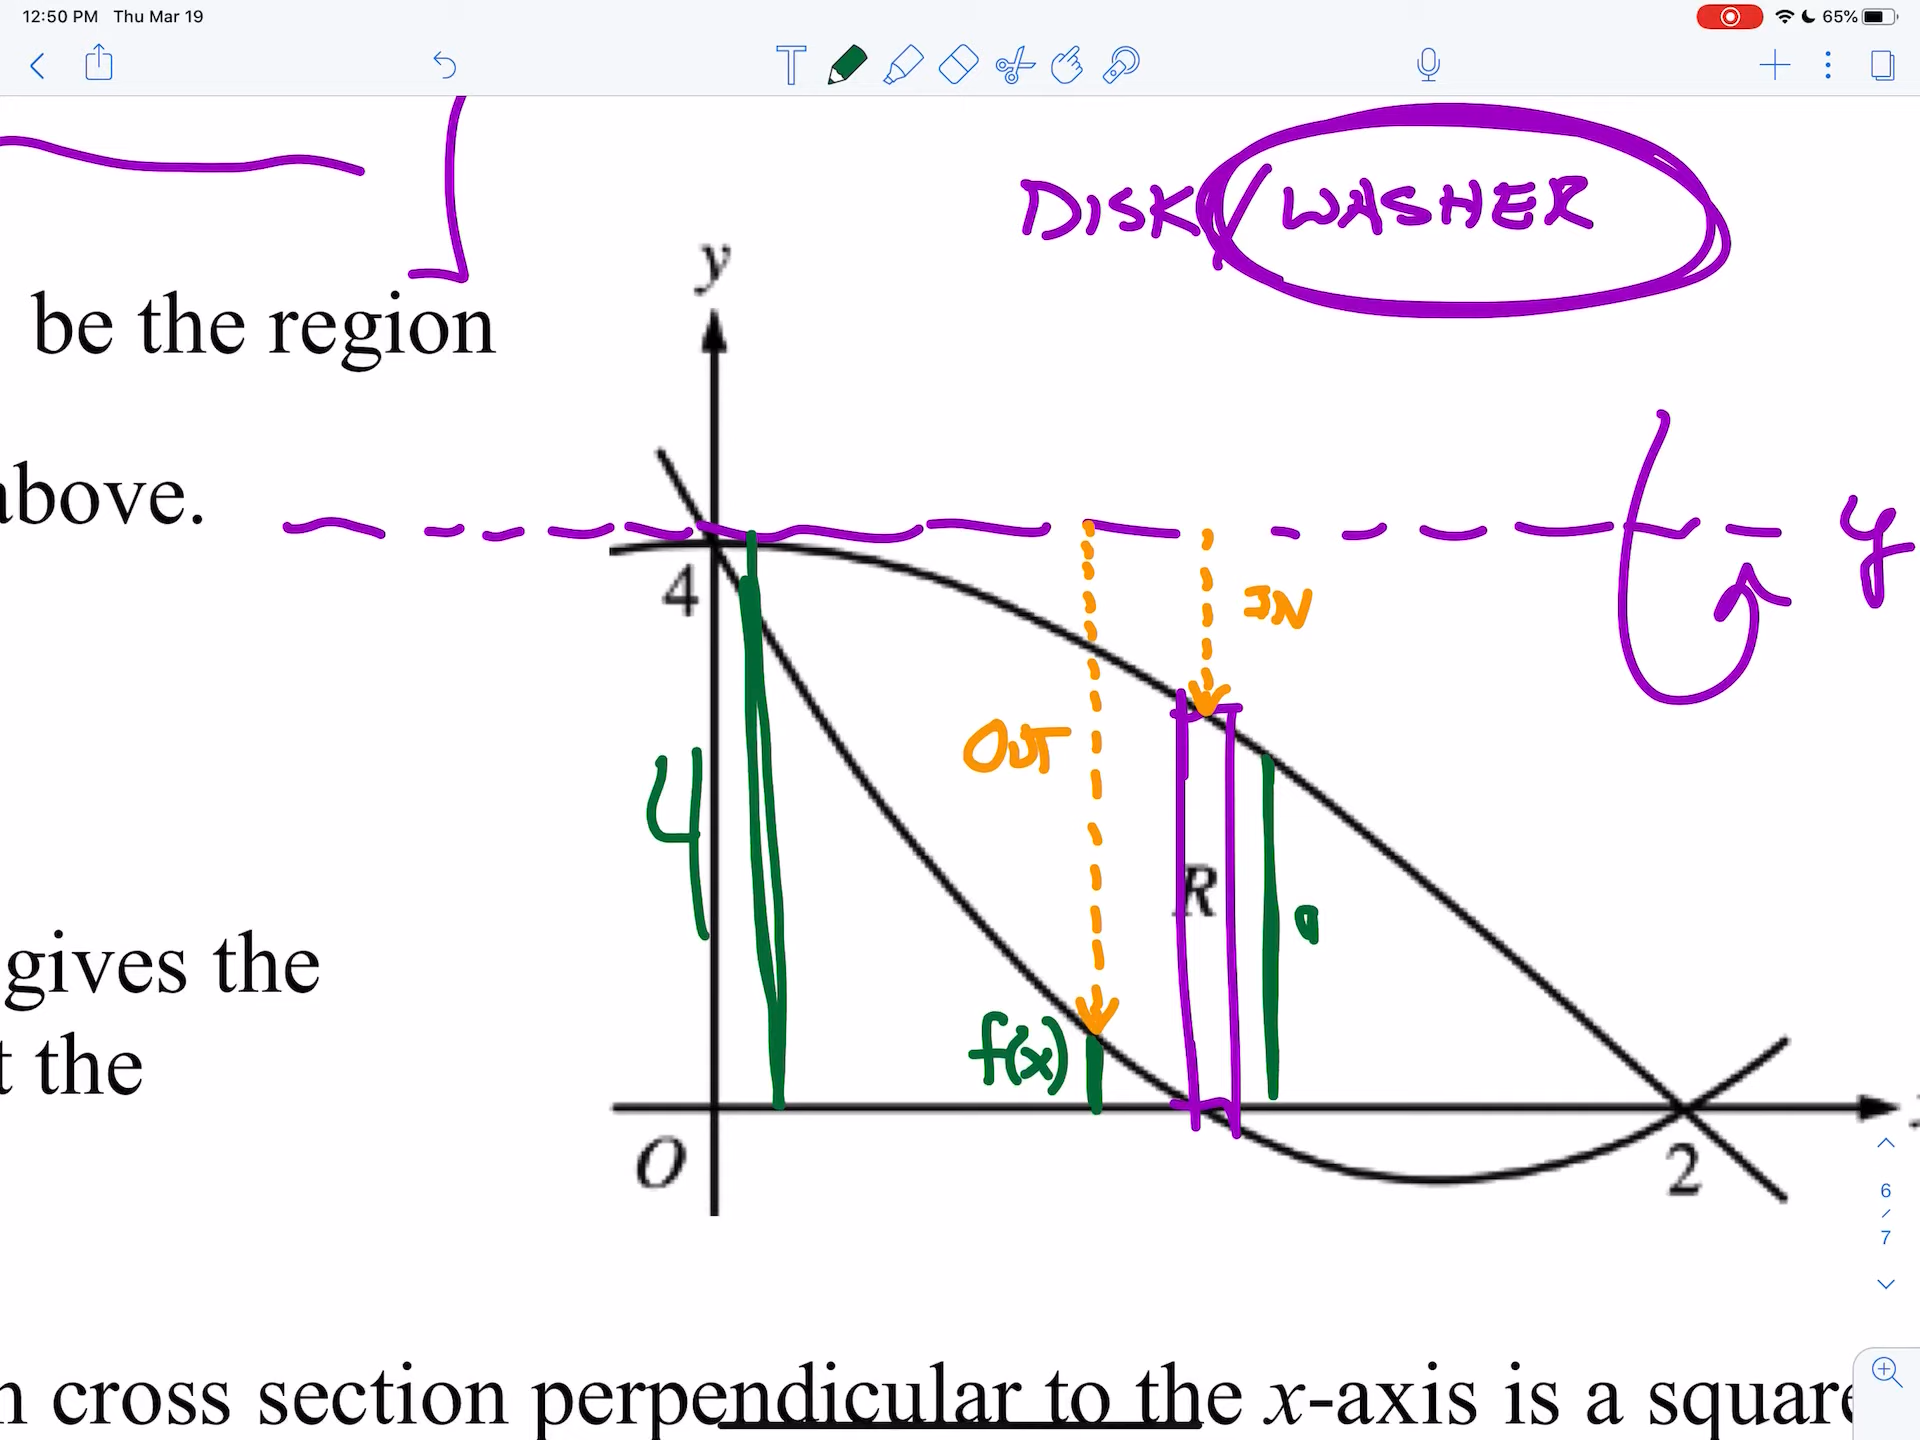 12:50 PM Thu Mar 19
65%
T
DISK/WASHER
y
be the region
above.
y
4
IN
OUT
4
R
gives the
f(x)
t the
O
2
6
/
7
n cross section perpendicular to the x-axis is a square